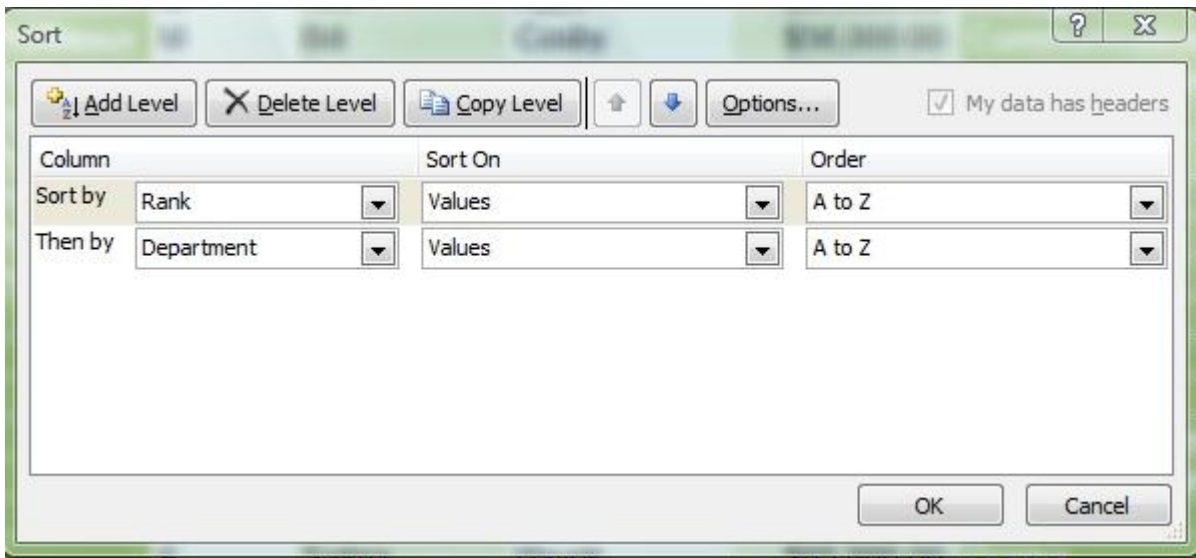 Sort
Add Level Delete Level Copy Level Options... My data has headers
Column Sort On Order
Sort by Rank Values A to Z
Then by Department Values A to Z
OK Cancel